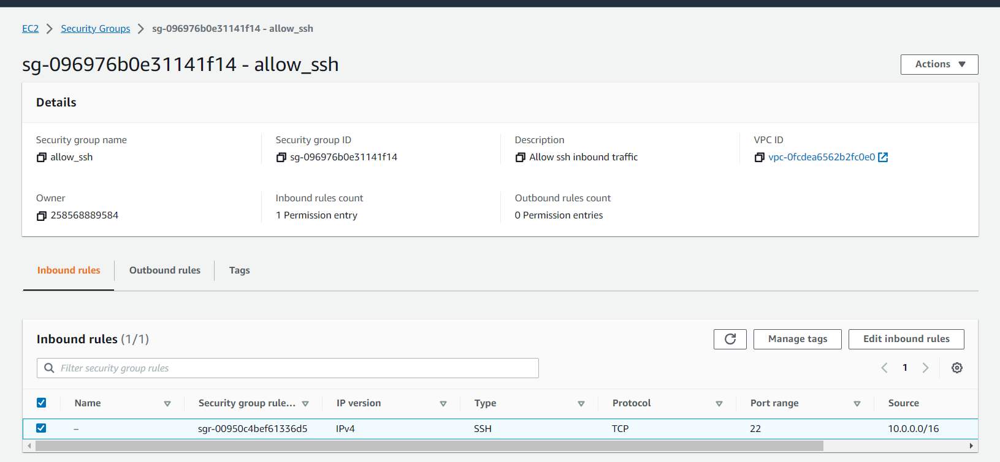 EC2 > Security Groups > sg-096976b0e31141f14 - allow_ssh
sg-096976b0e31141f14 - allow_ssh
Actions
Details
Security group name
allow_ssh
Security group ID
sg-096976b0e31141f14
Description
Allow ssh inbound traffic
VPC ID
vpc-0fcdea6562b2fc0e0
Owner
258568889584
Inbound rules count
1 Permission entry
Outbound rules count
0 Permission entries
Inbound rules Outbound rules Tags
Inbound rules (1/1)
Manage tags
Edit inbound rules
Filter security group rules
1
Name Security group rule... IP version Type Protocol Port range Source
– sgr-00950c4bef61336d5 IPv4 SSH TCP 22 10.0.0.0/16